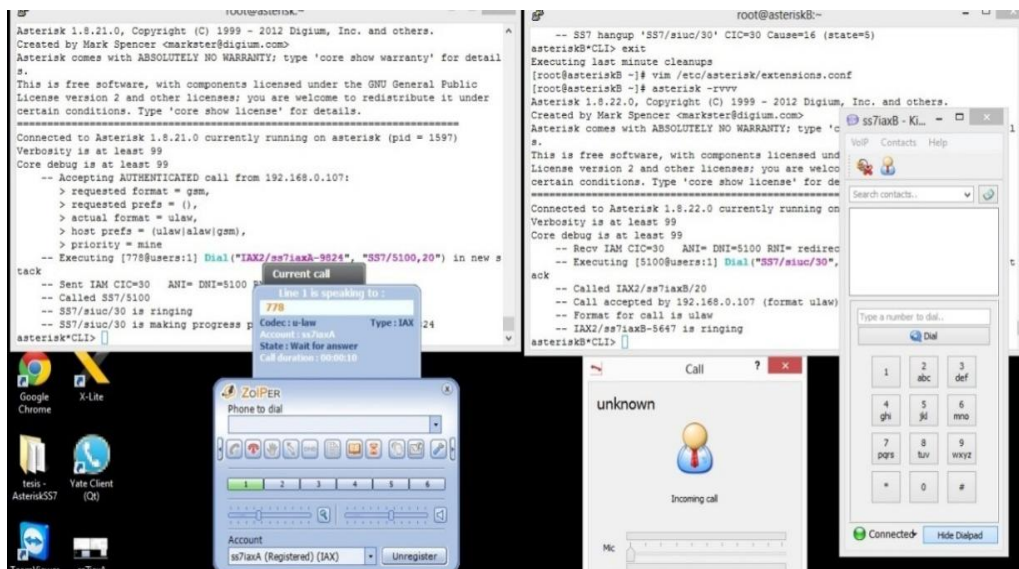 root@asterisk:~
Asterisk 1.8.21.0, Copyright (C) 1999 - 2012 Digium, Inc. and others.
Created by Mark Spencer <markster@digium.com>
Asterisk comes with ABSOLUTELY NO WARRANTY; type 'core show warranty' for detail
s.
This is free software, with components licensed under the GNU General Public
License version 2 and other licenses; you are welcome to redistribute it under
certain conditions. Type 'core show license' for details.
Connected to Asterisk 1.8.21.0 currently running on asterisk (pid = 1597)
Verbosity is at least 99
Core debug is at least 99
-- Accepting AUTHENTICATED call from 192.168.0.107:
> requested format = gsm,
> requested prefs = (),
> actual format = ulaw,
> host prefs = (ulaw|alaw|gsm),
> priority = mine
-- Executing [778@users:1] Dial("IAX2/ss7iaxA-9824", "SS7/5100,20") in new s
tack
-- Sent IAM CIC=30 ANI= DNI=5100
-- Called SS7/5100
-- SS7/siuc/30 is ringing
-- SS7/siuc/30 is making progress p
24
asterisk*CLI>
root@asteriskB:~
-- SS7 hangup 'SS7/siuc/30' CIC=30 Cause=16 (state=5)
asteriskB*CLI> exit
Executing last minute cleanups
[root@asteriskB ~]# vim /etc/asterisk/extensions.conf
[root@asteriskB ~]# asterisk -rvvv
Asterisk 1.8.22.0, Copyright (C) 1999 - 2012 Digium, Inc. and others.
Created by Mark Spencer <markster@digium.com>
Asterisk comes with ABSOLUTELY NO WARRANTY; type 'c
s.
This is free software, with components licensed und
License version 2 and other licenses; you are welco
certain conditions. Type 'core show license' for de
Connected to Asterisk 1.8.22.0 currently running on
Verbosity is at least 99
Core debug is at least 99
-- Recv IAM CIC=30 ANI= DNI=5100 RNI= redirec
-- Executing [5100@users:1] Dial("SS7/siuc/30",
t
ack
-- Called IAX2/ss7iaxB/20
-- Call accepted by 192.168.0.107 (format ulaw)
-- Format for call is ulaw
-- IAX2/ss7iaxB-5647 is ringing
asteriskB*CLI>
Current call
Line 1 is speaking to :
778
Codec : u-law Type : IAX
Account : ss7iaxA
State : Wait for answer
Call duration : 00:00:10
ZoIPER
Phone to dial
1 2 3 4 5 6
Account
ss7iaxA (Registered) (IAX)
Unregister
Google
Chrome
X-Lite
tesis -
AsteriskSS7
Yate Client
(Qt)
Call
unknown
Incoming call
Mic
ss7iaxB - Ki...
VoIP Contacts Help
Search contacts..
Type a number to dial..
Dial
1
2
abc
3
def
4
ghi
5
jkl
6
mno
7
pqrs
8
tuv
9
wxyz
*
0
#
Connected
Hide Dialpad